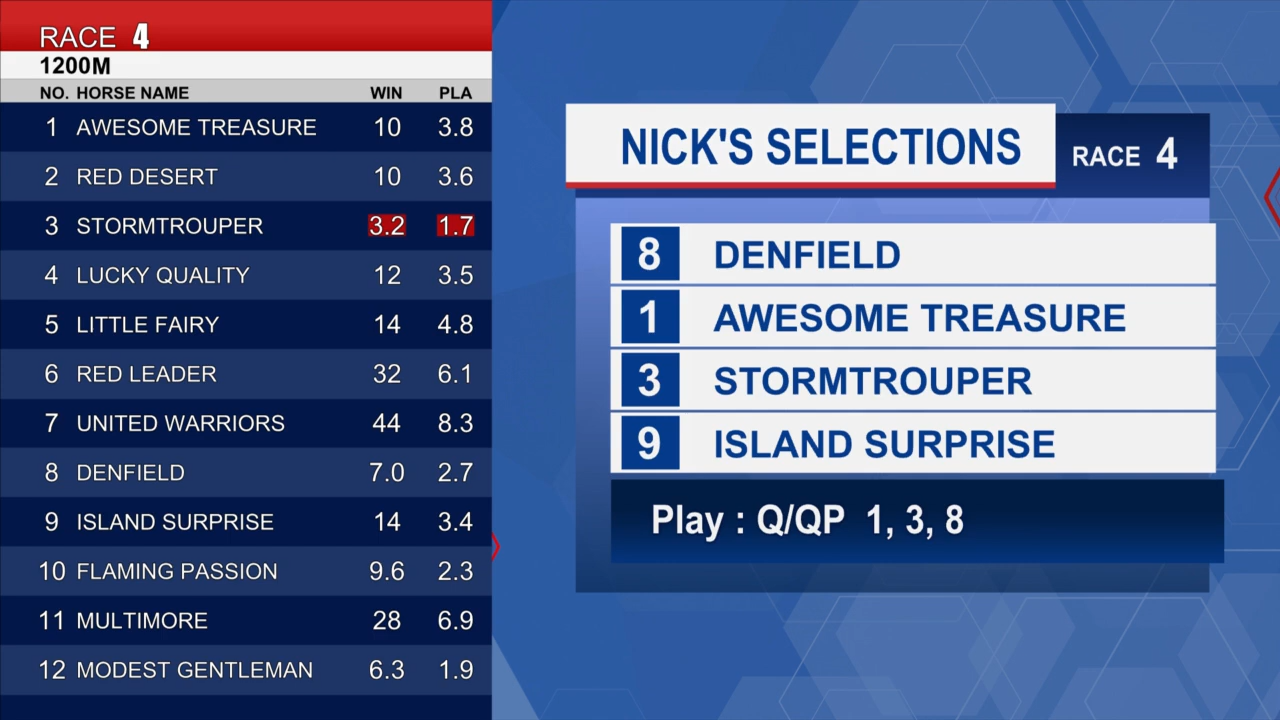 RACE 4
1200M
NO. HORSE NAME WIN PLA
1 AWESOME TREASURE 10 3.8
2 RED DESERT 10 3.6
3 STORMTROUPER 3.2 1.7
4 LUCKY QUALITY 12 3.5
5 LITTLE FAIRY 14 4.8
6 RED LEADER 32 6.1
7 UNITED WARRIORS 44 8.3
8 DENFIELD 7.0 2.7
9 ISLAND SURPRISE 14 3.4
10 FLAMING PASSION 9.6 2.3
11 MULTIMORE 28 6.9
12 MODEST GENTLEMAN 6.3 1.9
NICK'S SELECTIONS RACE 4
8 DENFIELD
1 AWESOME TREASURE
3 STORMTROUPER
9 ISLAND SURPRISE
Play : Q/QP 1, 3, 8